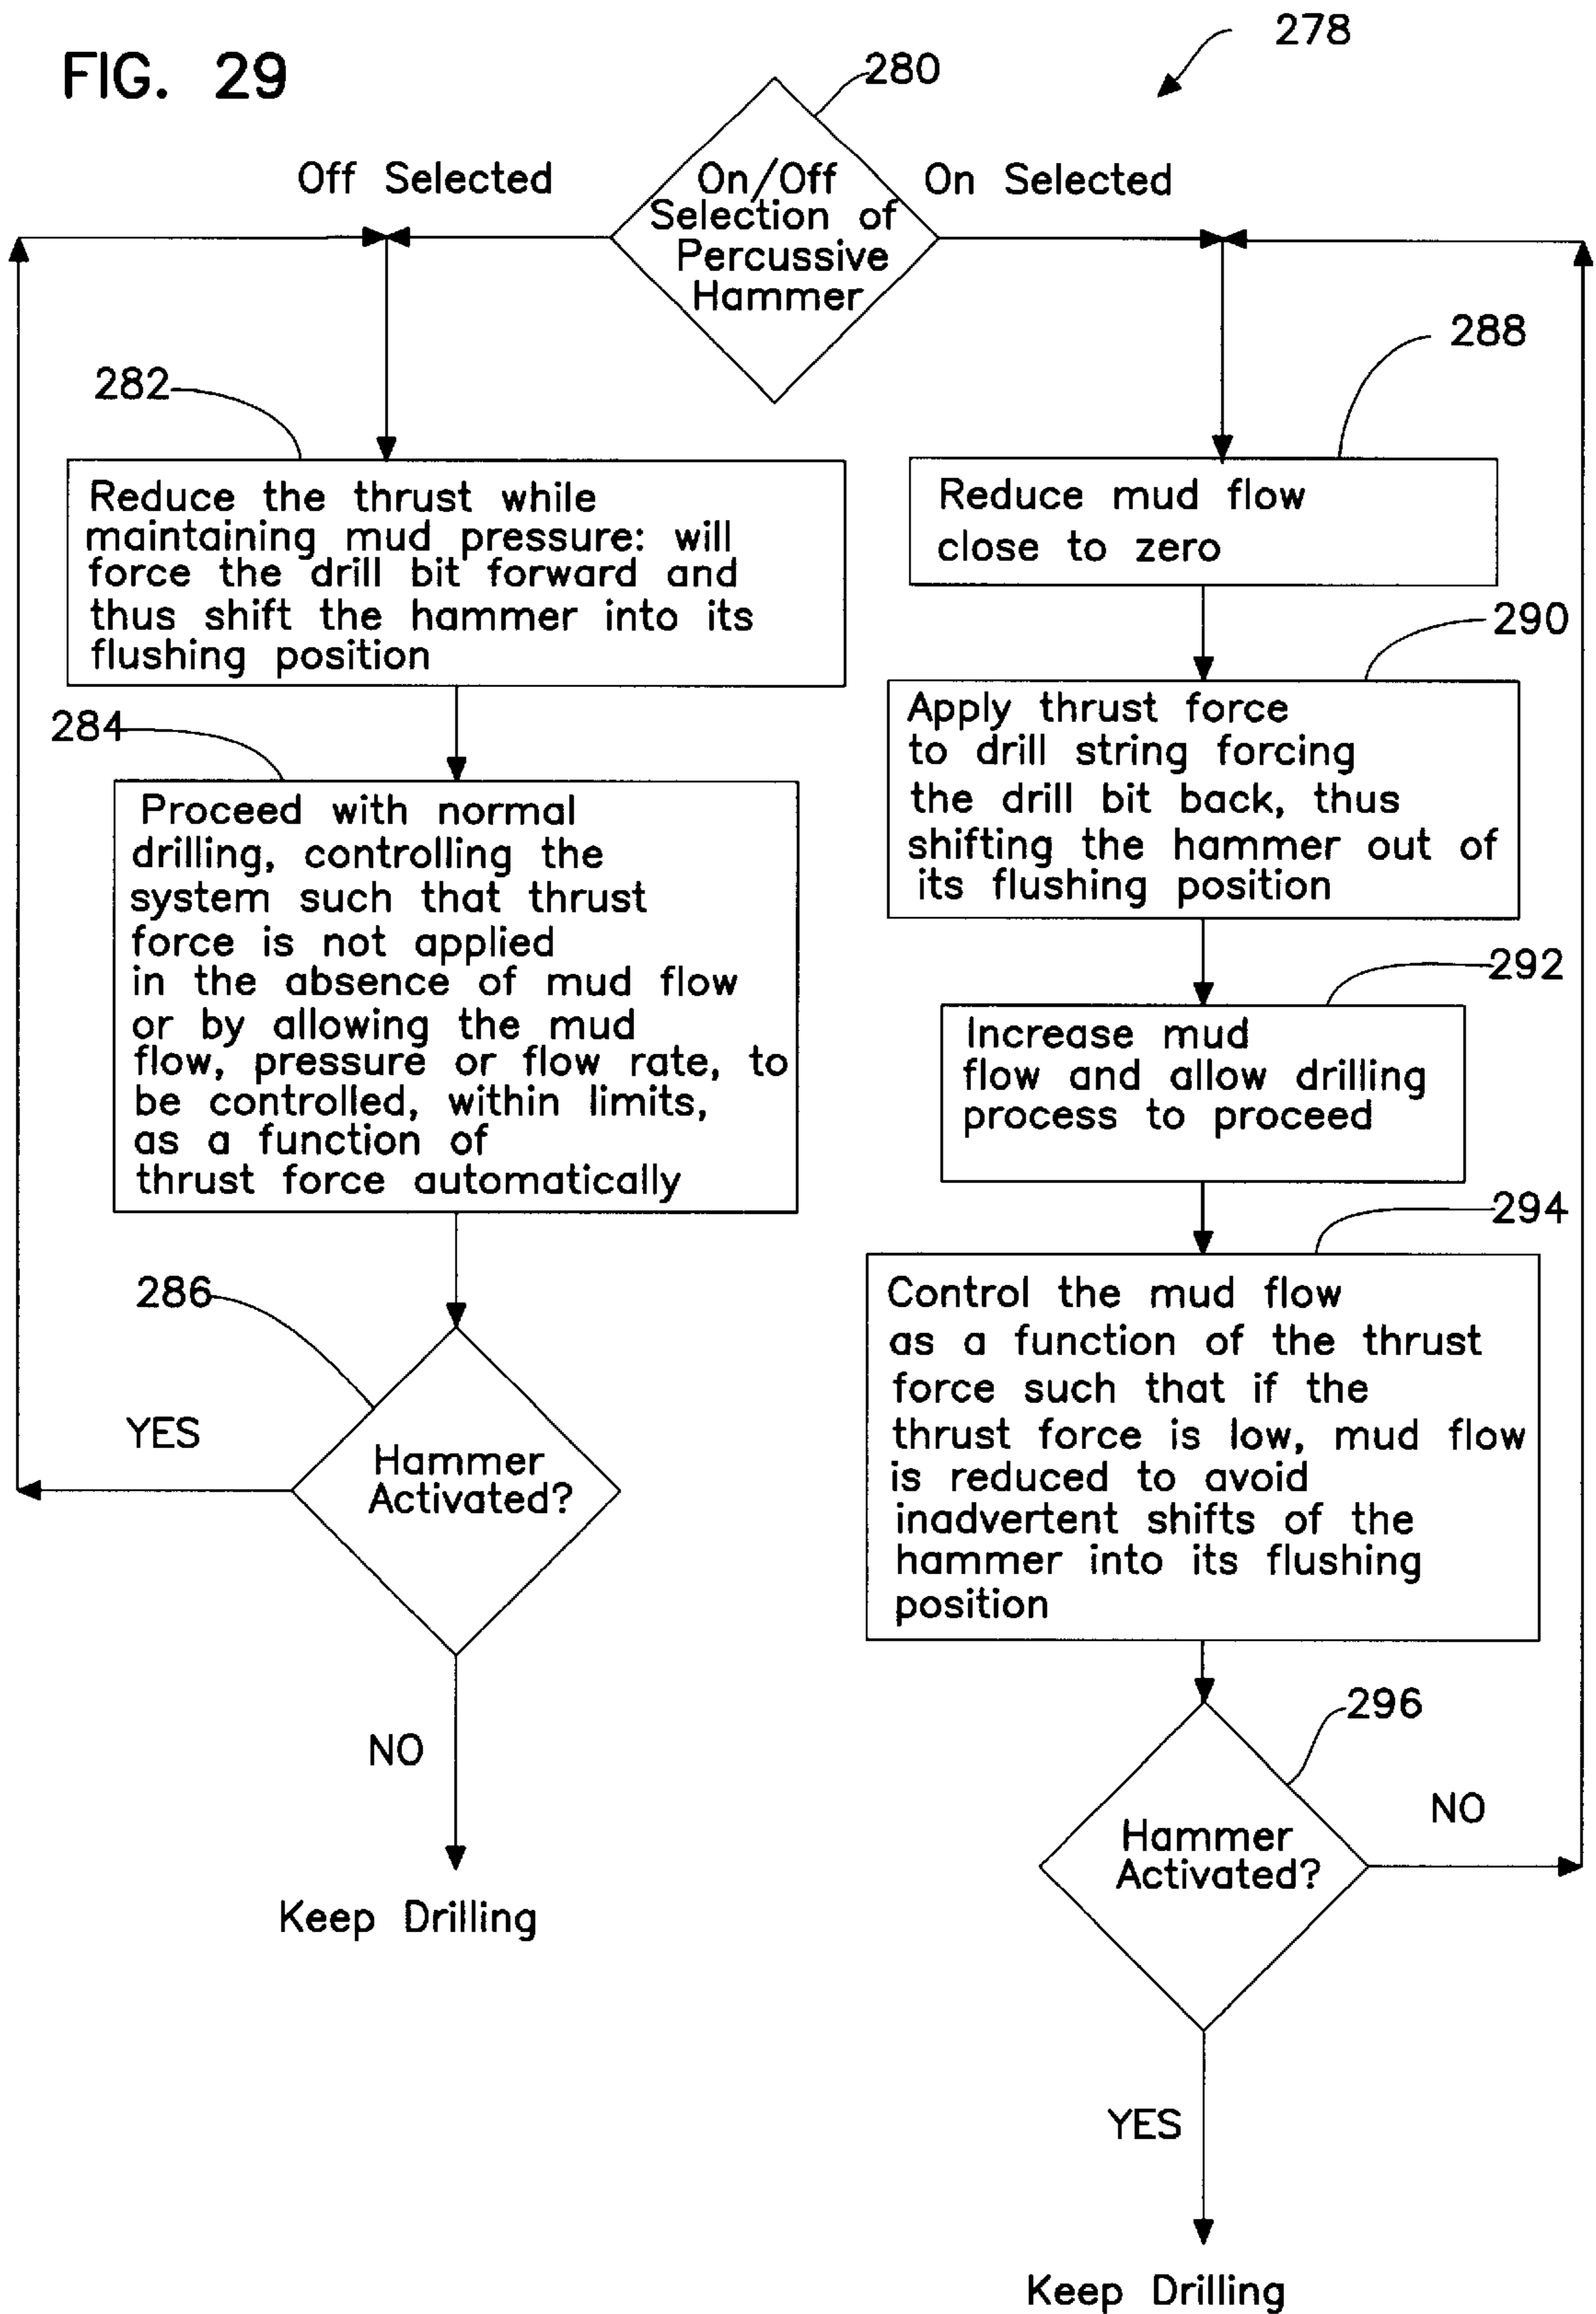 FIG. 29
278
280
Off Selected
On/Off
Selection of
Percussive
Hammer
On Selected
282
Reduce the thrust while
maintaining mud pressure: will
force the drill bit forward and
thus shift the hammer into its
flushing position
284
Proceed with normal
drilling, controlling the
system such that thrust
force is not applied
in the absence of mud flow
or by allowing the mud
flow, pressure or flow rate, to
be controlled, within limits,
as a function of
thrust force automatically
286
YES
Hammer
Activated?
NO
Keep Drilling
288
Reduce mud flow
close to zero
290
Apply thrust force
to drill string forcing
the drill bit back, thus
shifting the hammer out of
its flushing position
292
Increase mud
flow and allow drilling
process to proceed
294
Control the mud flow
as a function of the thrust
force such that if the
thrust force is low, mud flow
is reduced to avoid
inadvertent shifts of the
hammer into its flushing
position
296
Hammer
Activated?
NO
YES
Keep Drilling